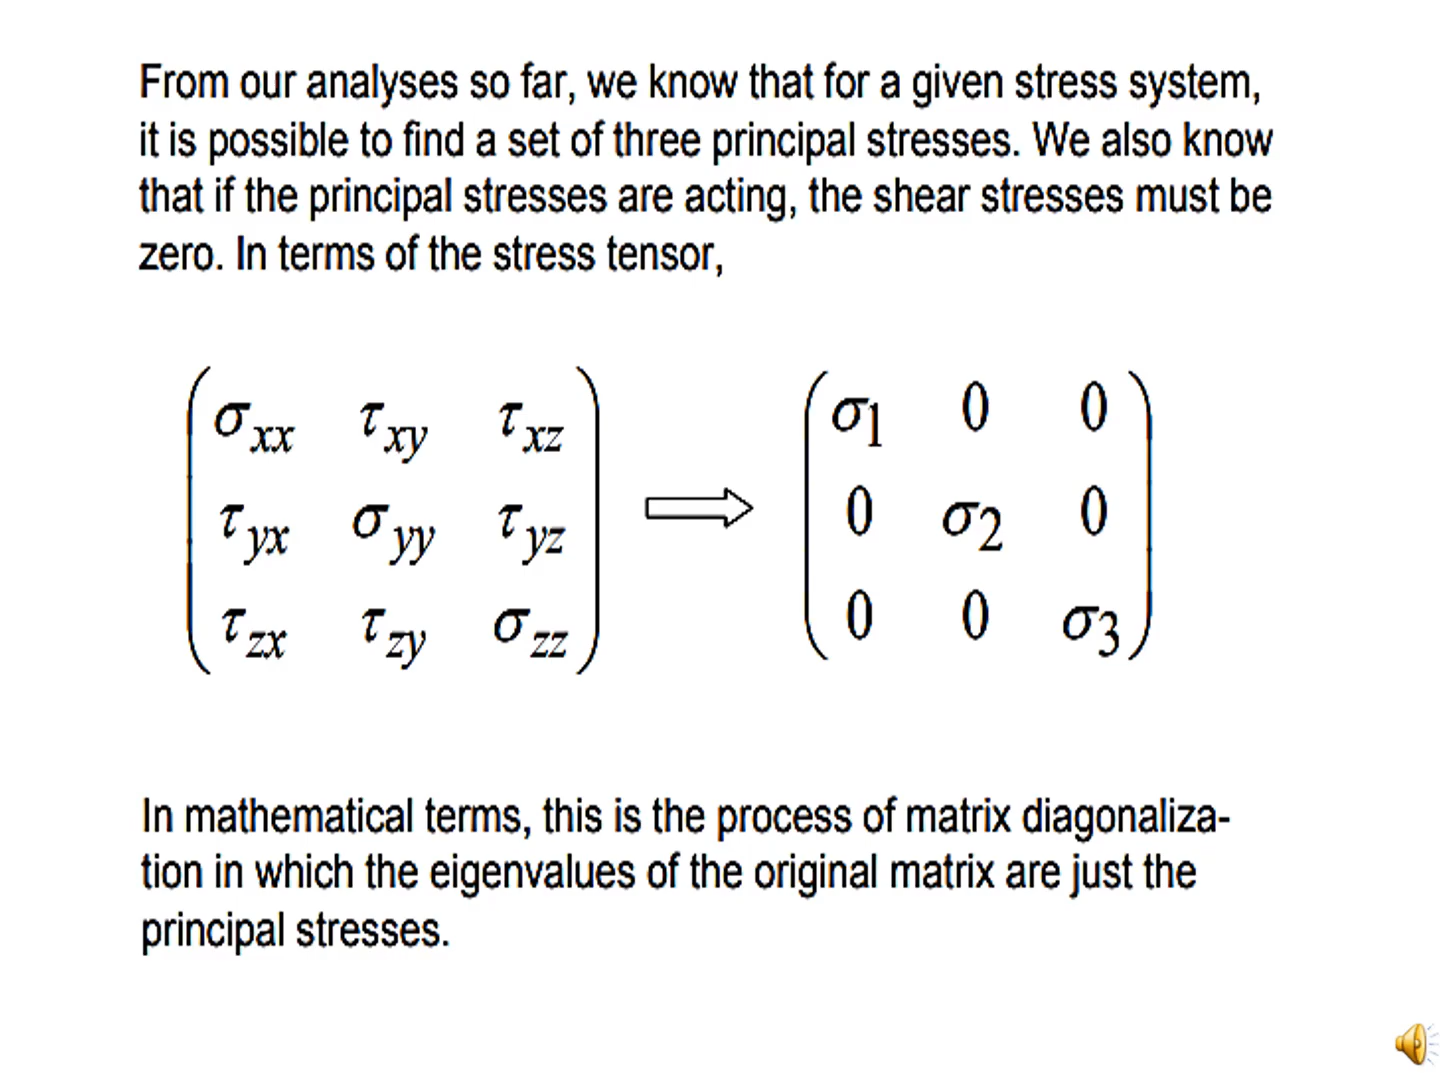 From our analyses so far, we know that for a given stress system,
it is possible to find a set of three principal stresses. We also know
that if the principal stresses are acting, the shear stresses must be
zero. In terms of the stress tensor,
σxx τxy τxz σ1 0 0
τyx σyy τyz 0 σ2 0
τzx τzy σzz 0 0 σ3
In mathematical terms, this is the process of matrix diagonaliza-
tion in which the eigenvalues of the original matrix are just the
principal stresses.